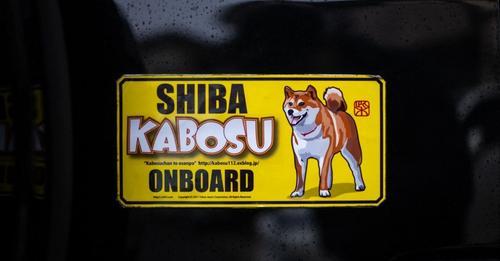 SHIBA
KABOSU
"Kabosuchan to osanpo" http://kabosu112.exblog.jp/
ONBOARD